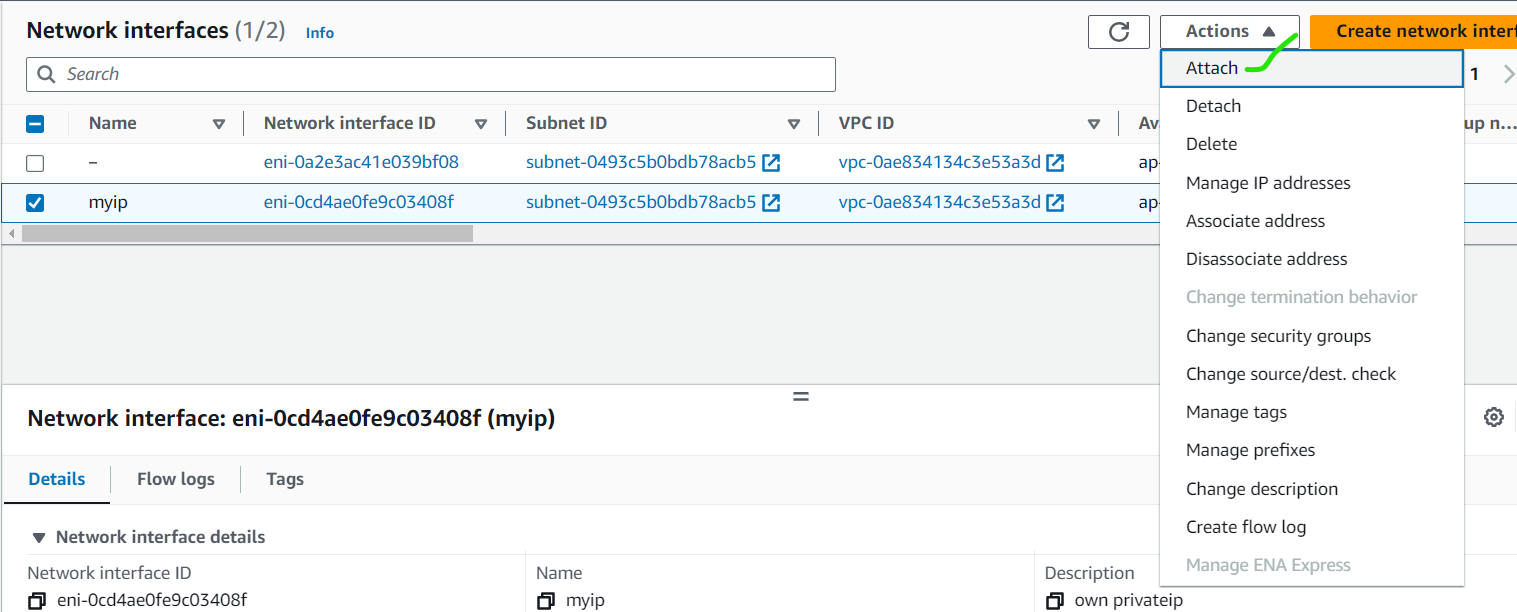 Network interfaces (1/2) Info
Actions
Create network interf
Search
Attach
1
Name Network interface ID Subnet ID VPC ID Av up n...
– eni-0a2e3ac41e039bf08 subnet-0493c5b0bdb78acb5 vpc-0ae834134c3e53a3d ap-
myip eni-0cd4ae0fe9c03408f subnet-0493c5b0bdb78acb5 vpc-0ae834134c3e53a3d ap-
Detach
Delete
Manage IP addresses
Associate address
Disassociate address
Change termination behavior
Change security groups
Change source/dest. check
Manage tags
Manage prefixes
Change description
Create flow log
Manage ENA Express
Network interface: eni-0cd4ae0fe9c03408f (myip)
Details Flow logs Tags
Network interface details
Network interface ID Name Description
eni-0cd4ae0fe9c03408f myip own privateip